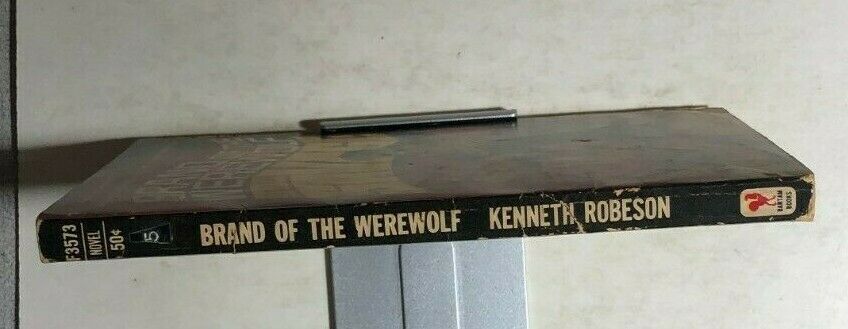 F3573
NOVEL
50¢
5
BRAND OF THE WEREWOLF KENNETH ROBESON
BANTAM
BOOKS